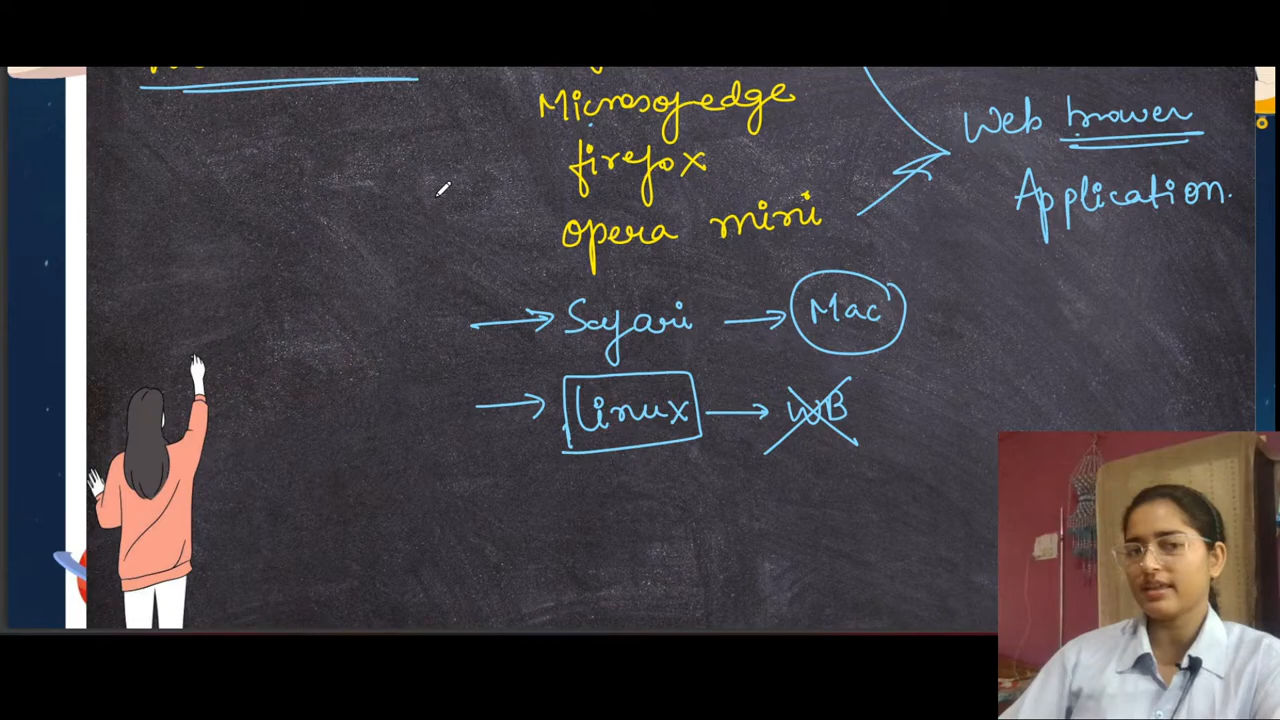 Microsofedge
firefox
opera mini
Web brower
Application.
→ Safari → Mac
→ linux → WB